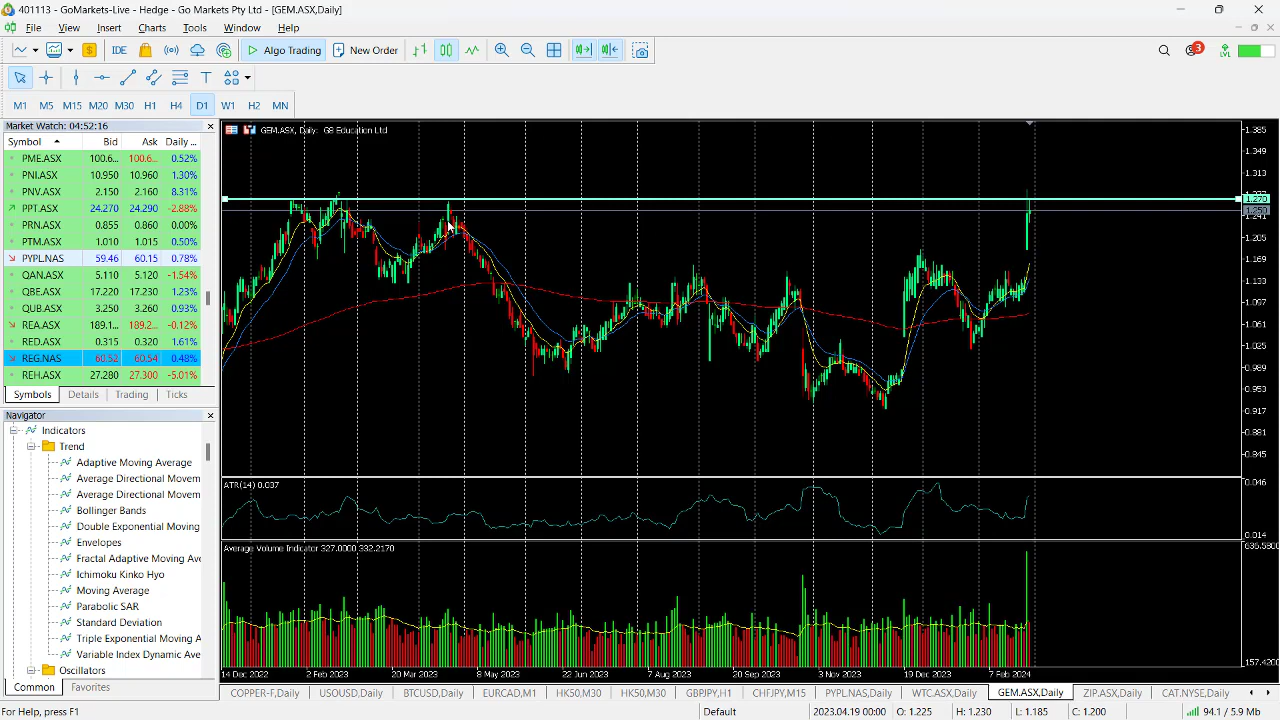 401113 - GoMarkets-Live - Hedge - Go Markets Pty Ltd - [GEM.ASX,Daily]
File View Insert Charts Tools Window Help
IDE Algo Trading New Order 3 LVL
M1 M5 M15 M20 M30 H1 H4 D1 W1 H2 MN
Market Watch: 04:52:16
Symbol Bid Ask Daily ...
PME.ASX 100.6... 100.6... 0.52%
PNI.ASX 10.950 10.960 1.30%
PNV.ASX 2.150 2.160 8.31%
PPT.ASX 24.270 24.290 -2.88%
PRN.ASX 0.855 0.860 0.00%
PTM.ASX 1.010 1.015 0.50%
PYPL.NAS 59.46 60.15 0.78%
QAN.ASX 5.110 5.120 -1.54%
QBE.ASX 17.220 17.230 1.23%
QUB.ASX 3.250 3.260 0.93%
REA.ASX 189.1... 189.2... -0.12%
RED.ASX 0.315 0.320 1.61%
REG.NAS 60.52 60.54 0.48%
REH.ASX 27.280 27.300 -5.01%
Symbols Details Trading Ticks
Navigator
Indicators
Trend
Adaptive Moving Average
Average Directional Movem
Average Directional Movem
Bollinger Bands
Double Exponential Moving
Envelopes
Fractal Adaptive Moving Ave
Ichimoku Kinko Hyo
Moving Average
Parabolic SAR
Standard Deviation
Triple Exponential Moving A
Variable Index Dynamic Ave
Oscillators
Common Favorites
GEM.ASX, Daily: G8 Education Ltd
1.385
1.349
1.313
1.270
1.241
1.205
1.169
1.133
1.097
1.061
1.025
0.989
0.953
0.917
0.881
0.845
ATR(14) 0.037
0.046
0.014
Average Volume Indicator 327.0000 332.2170
157.42
14 Dec 2022 2 Feb 2023 20 Mar 2023 8 May 2023 22 Jun 2023 7 Aug 2023 20 Sep 2023 3 Nov 2023 19 Dec 2023 7 Feb 2024
COPPER-F,Daily USOUSD,Daily BTCUSD,Daily EURCAD,M1 HK50,M30 HK50,M30 GBPJPY,H1 CHFJPY,M15 PYPL.NAS,Daily WTC.ASX,Daily GEM.ASX,Daily ZIP.ASX,Daily CAT.NYSE,Daily
For Help, press F1 Default 2023.04.19 00:00 O: 1.225 H: 1.230 L: 1.185 C: 1.200 94.1 / 5.9 Mb